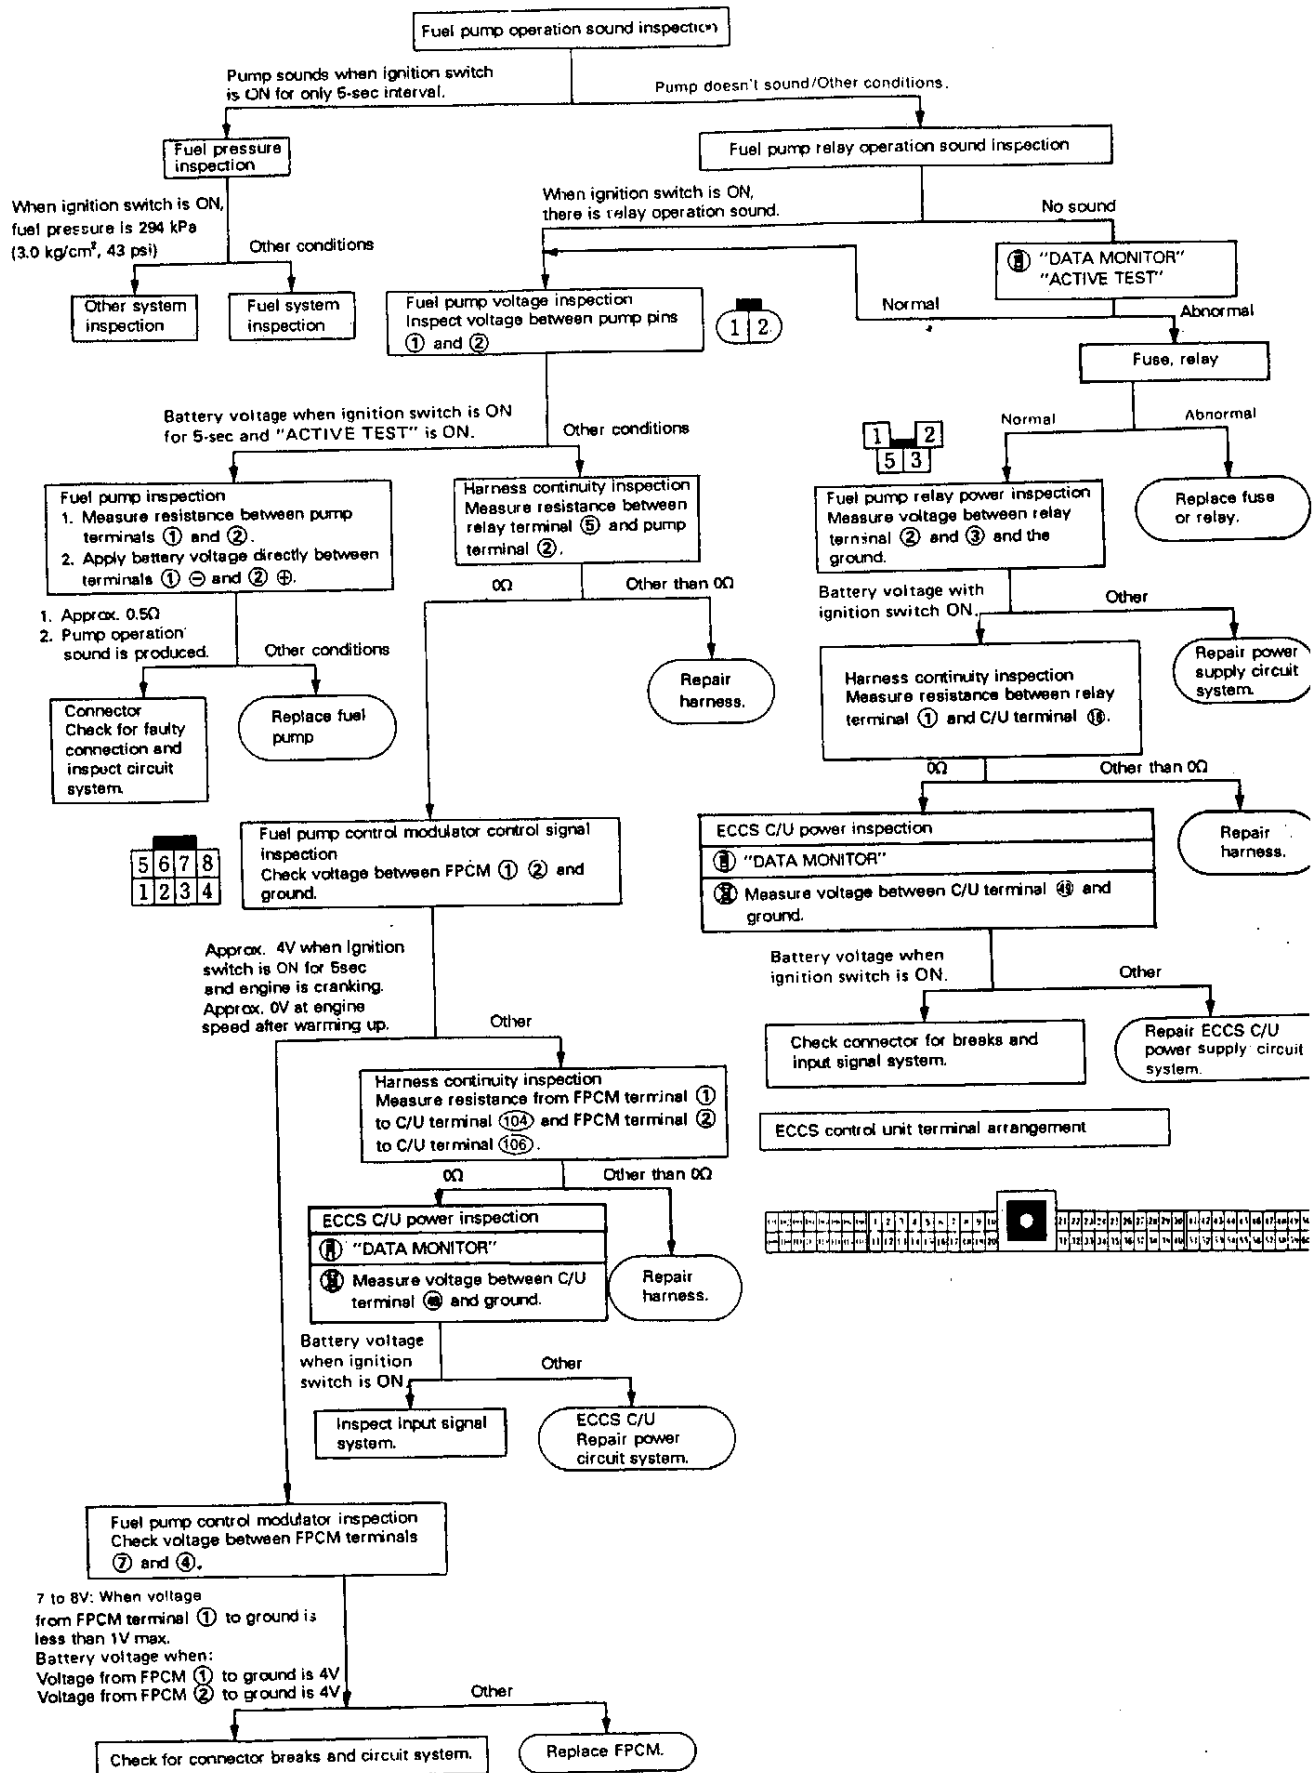 Fuel pump operation sound inspection
Pump sounds when ignition switch
is ON for only 5-sec interval.
Pump doesn't sound/Other conditions.
Fuel pressure
inspection
Fuel pump relay operation sound inspection
When ignition switch is ON,
fuel pressure is 294 kPa
(3.0 kg/cm², 43 psi)
Other conditions
When ignition switch is ON,
there is relay operation sound.
No sound
"DATA MONITOR"
"ACTIVE TEST"
Other system
inspection
Fuel system
inspection
Fuel pump voltage inspection
Inspect voltage between pump pins
① and ②
1 2
Normal
Abnormal
Fuse, relay
Battery voltage when ignition switch is ON
for 5-sec and "ACTIVE TEST" is ON.
Other conditions
Normal
Abnormal
1 2
5 3
Fuel pump inspection
1. Measure resistance between pump
terminals ① and ②.
2. Apply battery voltage directly between
terminals ① ⊖ and ② ⊕.
Harness continuity inspection
Measure resistance between
relay terminal ⑤ and pump
terminal ②.
Fuel pump relay power inspection
Measure voltage between relay
terminal ② and ③ and the
ground.
Replace fuse
or relay.
1. Approx. 0.5Ω
2. Pump operation
sound is produced.
Other conditions
0Ω
Other than 0Ω
Battery voltage with
ignition switch ON.
Other
Connector
Check for faulty
connection and
inspect circuit
system.
Replace fuel
pump
Repair
harness.
Harness continuity inspection
Measure resistance between relay
terminal ① and C/U terminal
Repair power
supply circuit
system.
0Ω
Other than 0Ω
5 6 7 8
1 2 3 4
Fuel pump control modulator control signal
inspection
Check voltage between FPCM ① ② and
ground.
ECCS C/U power inspection
"DATA MONITOR"
Measure voltage between C/U terminal and
ground.
Repair
harness.
Approx. 4V when Ignition
switch is ON for 5sec
and engine is cranking.
Approx. 0V at engine
speed after warming up.
Other
Battery voltage when
ignition switch is ON.
Other
Check connector for breaks and
input signal system.
Repair ECCS C/U
power supply circuit
system.
Harness continuity inspection
Measure resistance from FPCM terminal ①
to C/U terminal (104) and FPCM terminal ②
to C/U terminal (106).
ECCS control unit terminal arrangement
0Ω
Other than 0Ω
ECCS C/U power inspection
"DATA MONITOR"
Measure voltage between C/U
terminal and ground.
Repair
harness.
Battery voltage
when ignition
switch is ON.
Other
Inspect input signal
system.
ECCS C/U
Repair power
circuit system.
Fuel pump control modulator inspection
Check voltage between FPCM terminals
⑦ and ④.
7 to 8V: When voltage
from FPCM terminal ① to ground is
less than 1V max.
Battery voltage when:
Voltage from FPCM ① to ground is 4V
Voltage from FPCM ② to ground is 4V
Other
Check for connector breaks and circuit system.
Replace FPCM.